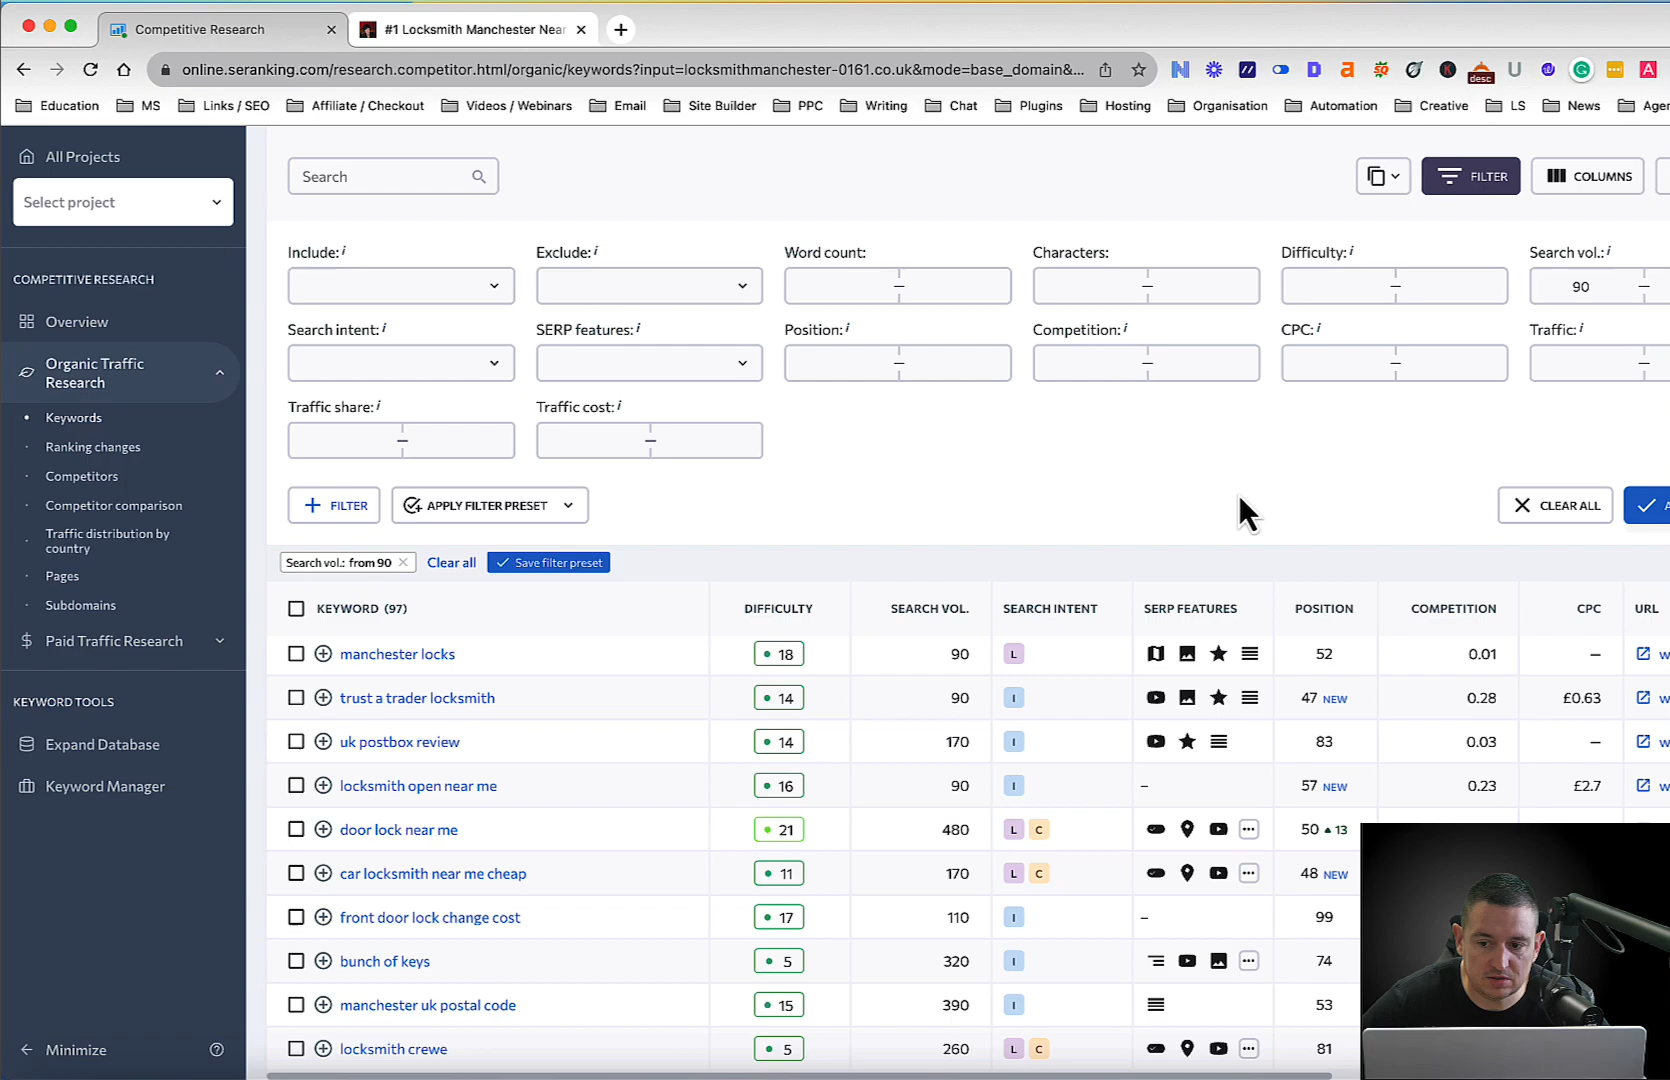 Competitive Research
#1 Locksmith Manchester Near
online.seranking.com/research.competitor.html/organic/keywords?input=locksmithmanchester-0161.co.uk&mode=base_domain&...
desc
Education MS Links / SEO Affiliate / Checkout Videos / Webinars Email Site Builder PPC Writing Chat Plugins Hosting Organisation Automation Creative LS News Agen
All Projects
Select project
COMPETITIVE RESEARCH
Overview
Organic Traffic
Research
Keywords
Ranking changes
Competitors
Competitor comparison
Traffic distribution by
country
Pages
Subdomains
Paid Traffic Research
KEYWORD TOOLS
Expand Database
Keyword Manager
Minimize
Search
FILTER COLUMNS
Include: i Exclude: i Word count: Characters: Difficulty: i Search vol.: i
– – – 90 –
Search intent: i SERP features: i Position: i Competition: i CPC: i Traffic: i
– – – –
Traffic share: i Traffic cost: i
– –
+ FILTER APPLY FILTER PRESET CLEAR ALL A
Search vol.: from 90 Clear all Save filter preset
KEYWORD (97) DIFFICULTY SEARCH VOL. SEARCH INTENT SERP FEATURES POSITION COMPETITION CPC URL
manchester locks 18 90 L 52 0.01 – w
trust a trader locksmith 14 90 I 47 NEW 0.28 £0.63 w
uk postbox review 14 170 I 83 0.03 – w
locksmith open near me 16 90 I – 57 NEW 0.23 £2.7 w
door lock near me 21 480 L C 50 13
car locksmith near me cheap 11 170 L C 48 NEW
front door lock change cost 17 110 I – 99
bunch of keys 5 320 I 74
manchester uk postal code 15 390 I 53
locksmith crewe 5 260 L C 81